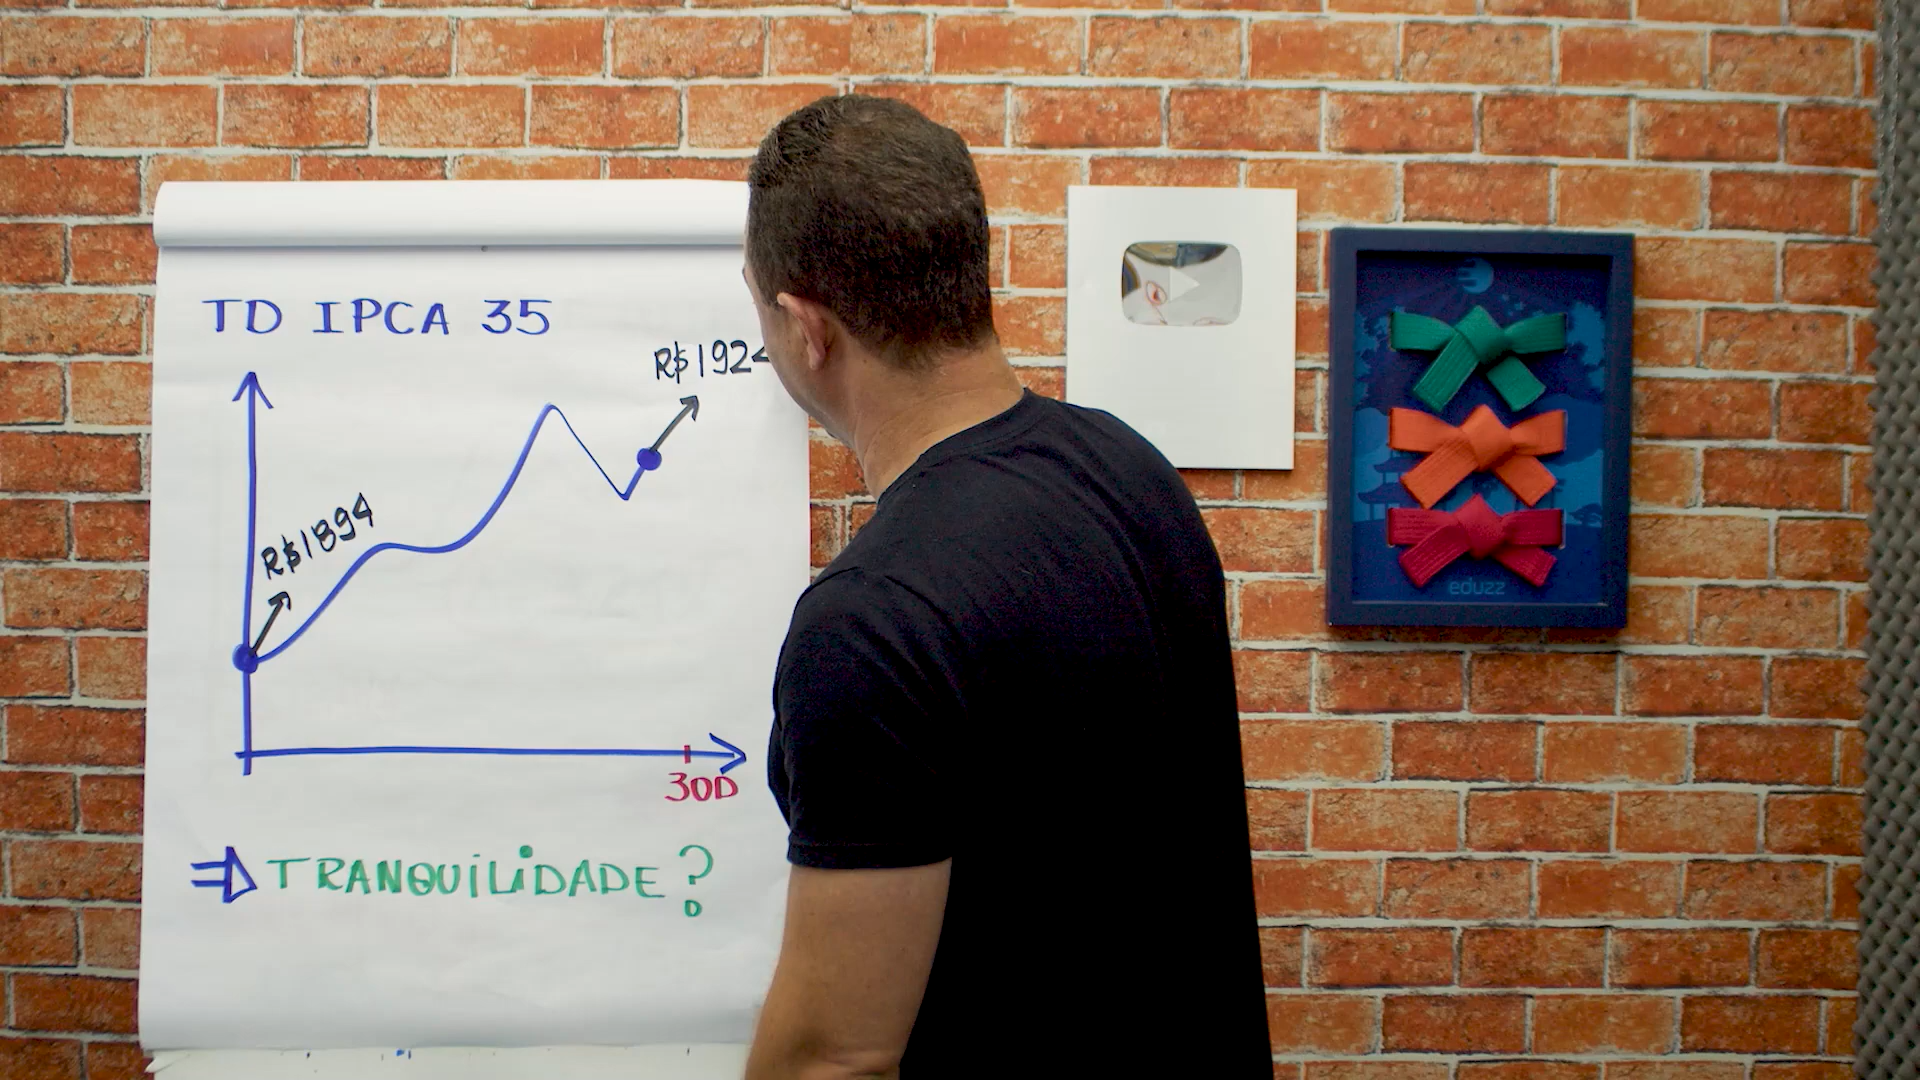 TD IPCA 35
R$1924
R$1894
30D
⇒ TRANQUILIDADE?
eduzz